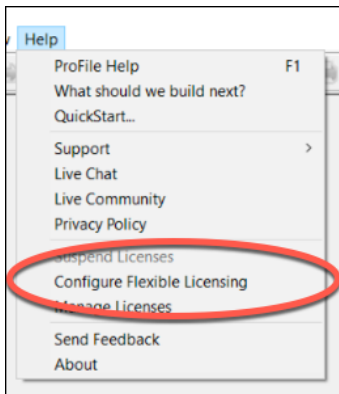 Help
ProFile Help F1
What should we build next?
QuickStart...
Support >
Live Chat
Live Community
Privacy Policy
Suspend Licenses
Configure Flexible Licensing
Manage Licenses
Send Feedback
About